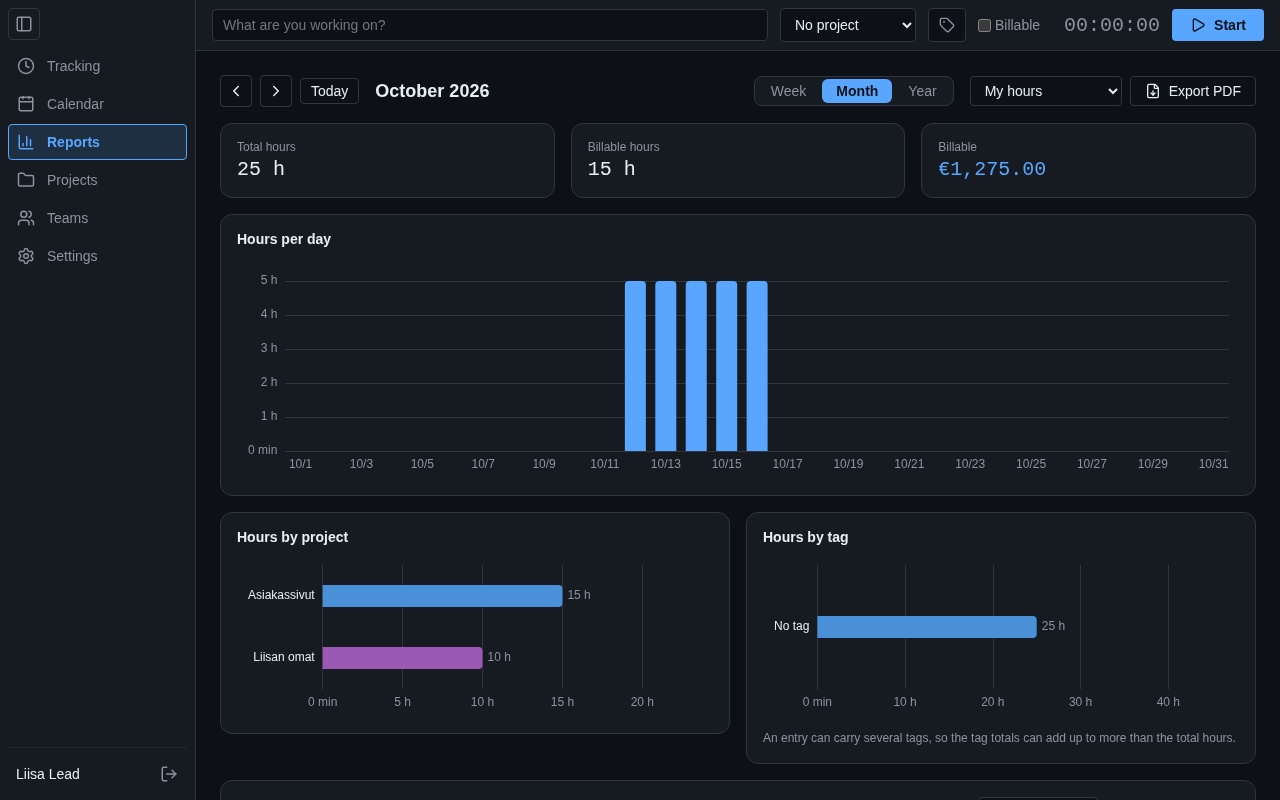 Tracking
Calendar
Reports
Projects
Teams
Settings
Liisa Lead
What are you working on?
No project
Billable
00:00:00
Start
Today
October 2026
Week
Month
Year
My hours
Export PDF
Total hours
25 h
Billable hours
15 h
Billable
€1,275.00
Hours per day
5 h
4 h
3 h
2 h
1 h
0 min
10/1 10/3 10/5 10/7 10/9 10/11 10/13 10/15 10/17 10/19 10/21 10/23 10/25 10/27 10/29 10/31
Hours by project
Asiakassivut 15 h
Liisan omat 10 h
0 min 5 h 10 h 15 h 20 h
Hours by tag
No tag 25 h
0 min 10 h 20 h 30 h 40 h
An entry can carry several tags, so the tag totals can add up to more than the total hours.